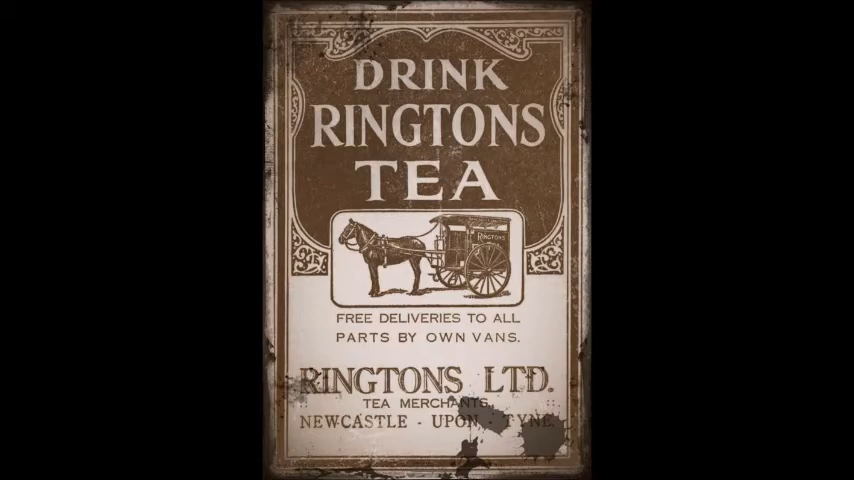 DRINK
RINGTONS
TEA
RINGTONS
FREE DELIVERIES TO ALL
PARTS BY OWN VANS.
RINGTONS LTD.
TEA MERCHANTS,
NEWCASTLE - UPON - TYNE.